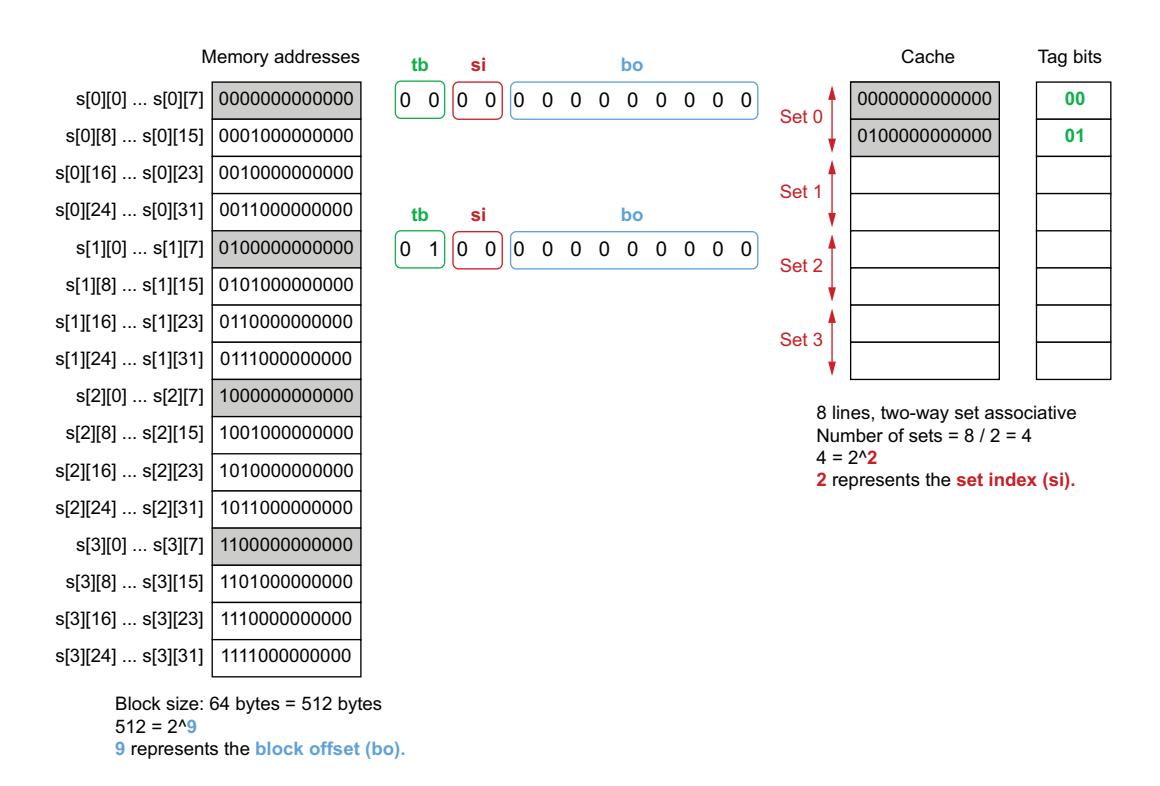 Memory addresses
tb si bo
Cache
Tag bits
s[0][0] ... s[0][7] 0000000000000
0 0 0 0 0 0 0 0 0 0 0 0 0
Set 0
0000000000000
00
s[0][8] ... s[0][15] 0001000000000
0100000000000
01
s[0][16] ... s[0][23] 0010000000000
Set 1
s[0][24] ... s[0][31] 0011000000000
tb si bo
s[1][0] ... s[1][7] 0100000000000
0 1 0 0 0 0 0 0 0 0 0 0 0
Set 2
s[1][8] ... s[1][15] 0101000000000
s[1][16] ... s[1][23] 0110000000000
Set 3
s[1][24] ... s[1][31] 0111000000000
s[2][0] ... s[2][7] 1000000000000
s[2][8] ... s[2][15] 1001000000000
s[2][16] ... s[2][23] 1010000000000
s[2][24] ... s[2][31] 1011000000000
s[3][0] ... s[3][7] 1100000000000
s[3][8] ... s[3][15] 1101000000000
s[3][16] ... s[3][23] 1110000000000
s[3][24] ... s[3][31] 1111000000000
8 lines, two-way set associative
Number of sets = 8 / 2 = 4
4 = 2^2
2 represents the set index (si).
Block size: 64 bytes = 512 bytes
512 = 2^9
9 represents the block offset (bo).